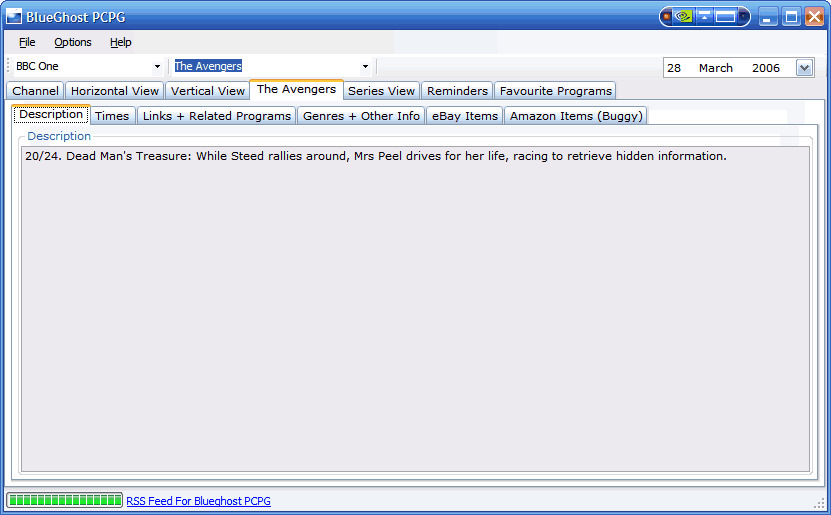 BlueGhost PCPG
File Options Help
BBC One The Avengers 28 March 2006
Channel Horizontal View Vertical View The Avengers Series View Reminders Favourite Programs
Description Times Links + Related Programs Genres + Other Info eBay Items Amazon Items (Buggy)
Description
20/24. Dead Man's Treasure: While Steed rallies around, Mrs Peel drives for her life, racing to retrieve hidden information.
RSS Feed For Blueghost PCPG